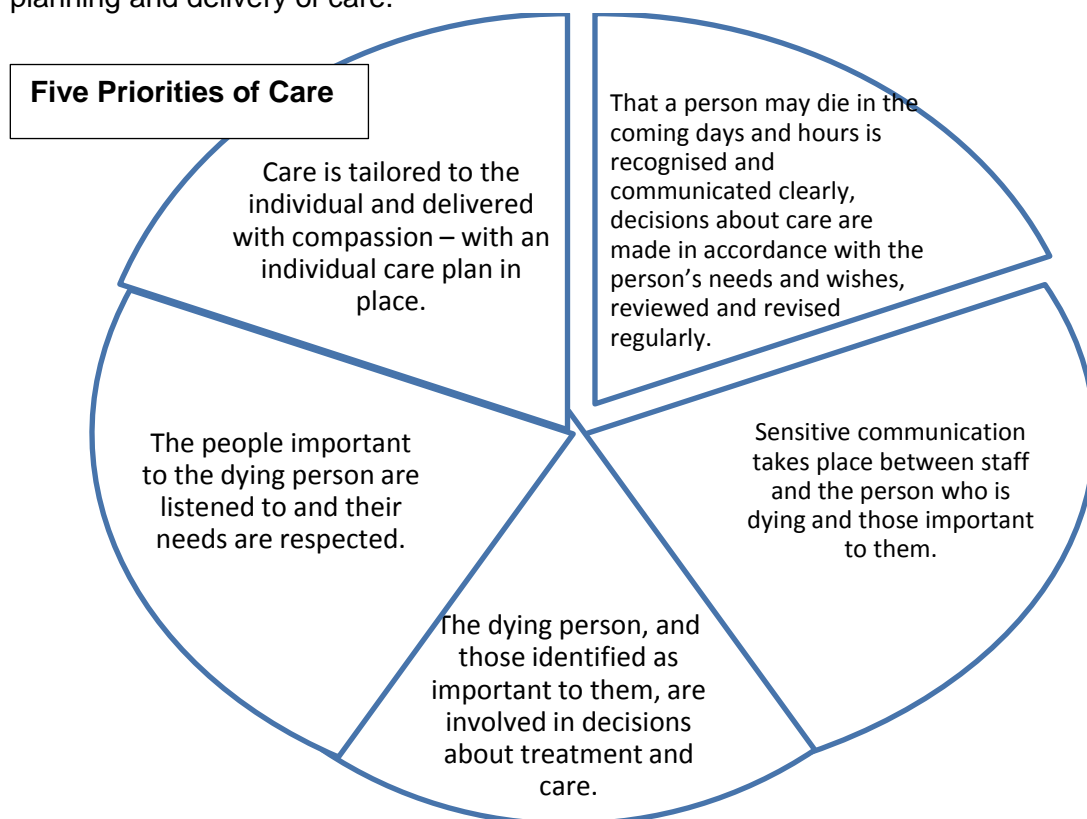 planning and delivery of care.
Five Priorities of Care
That a person may die in the
coming days and hours is
recognised and
communicated clearly,
decisions about care are
made in accordance with the
person's needs and wishes,
reviewed and revised
regularly.
Sensitive communication
takes place between staff
and the person who is
dying and those important
to them.
The dying person, and
those identified as
important to them, are
involved in decisions
about treatment and
care.
The people important
to the dying person are
listened to and their
needs are respected.
Care is tailored to the
individual and delivered
with compassion – with an
individual care plan in
place.